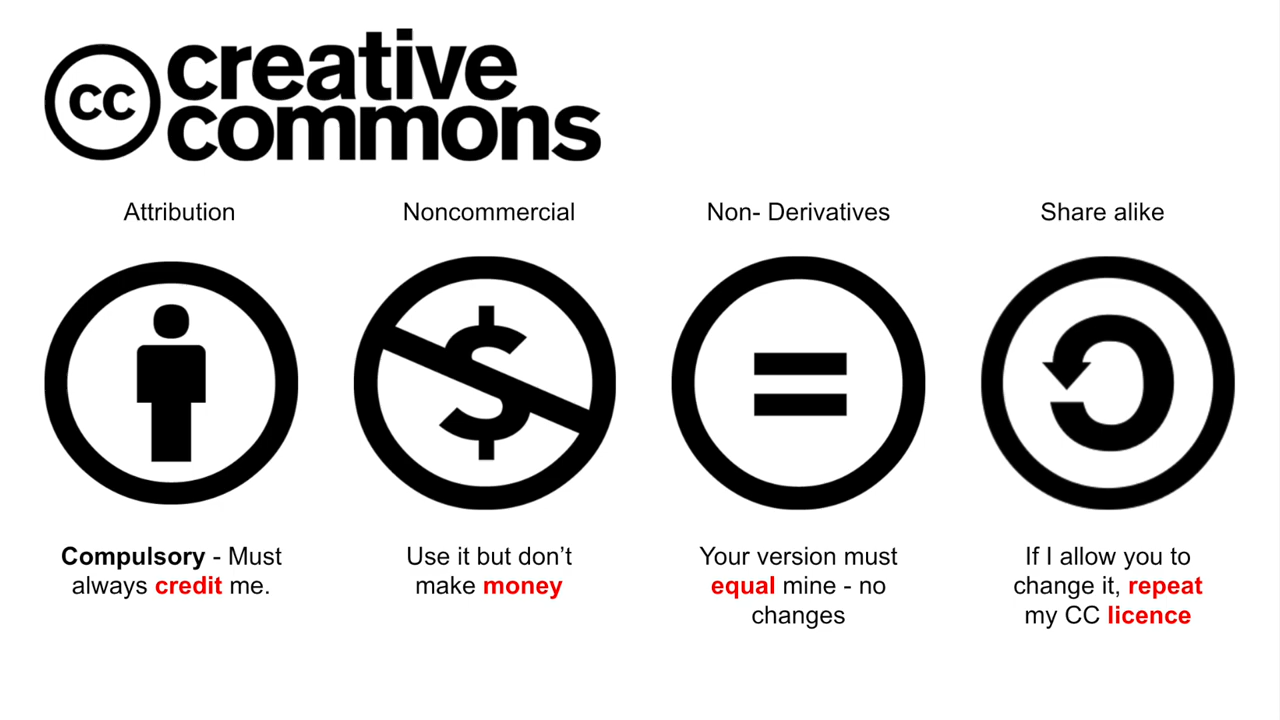 cc creative
commons
Attribution
Noncommercial
Non- Derivatives
Share alike
$
=
Compulsory - Must
always credit me.
Use it but don’t
make money
Your version must
equal mine - no
changes
If I allow you to
change it, repeat
my CC licence